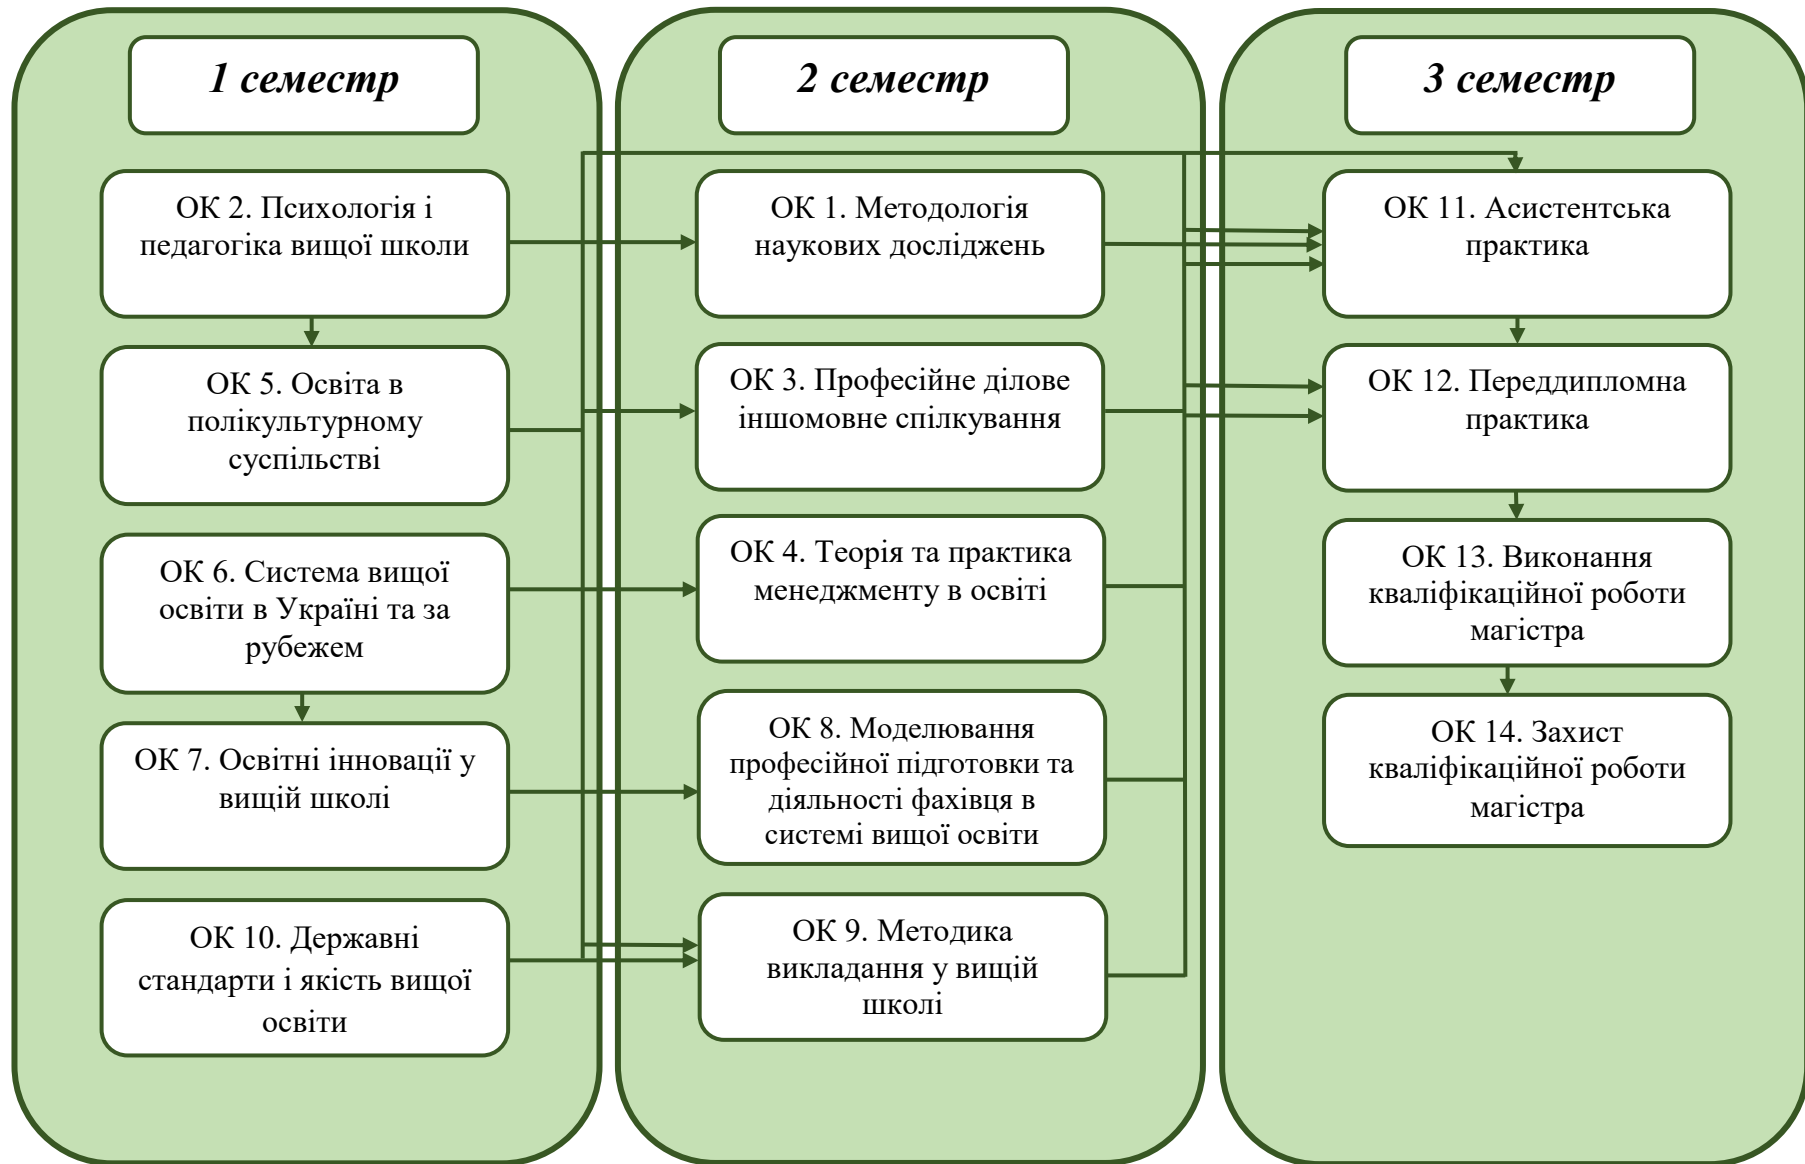 1 семестр
ОК 2. Психологія і
педагогіка вищої школи
ОК 5. Освіта в
полікультурному
суспільстві
ОК 6. Система вищої
освіти в Україні та за
рубежем
ОК 7. Освітні інновації у
вищій школі
ОК 10. Державні
стандарти і якість вищої
освіти
2 семестр
ОК 1. Методологія
наукових досліджень
ОК 3. Професійне ділове
іншомовне спілкування
ОК 4. Теорія та практика
менеджменту в освіті
ОК 8. Моделювання
професійної підготовки та
діяльності фахівця в
системі вищої освіти
ОК 9. Методика
викладання у вищій
школі
3 семестр
ОК 11. Асистентська
практика
ОК 12. Переддипломна
практика
ОК 13. Виконання
кваліфікаційної роботи
магістра
ОК 14. Захист
кваліфікаційної роботи
магістра